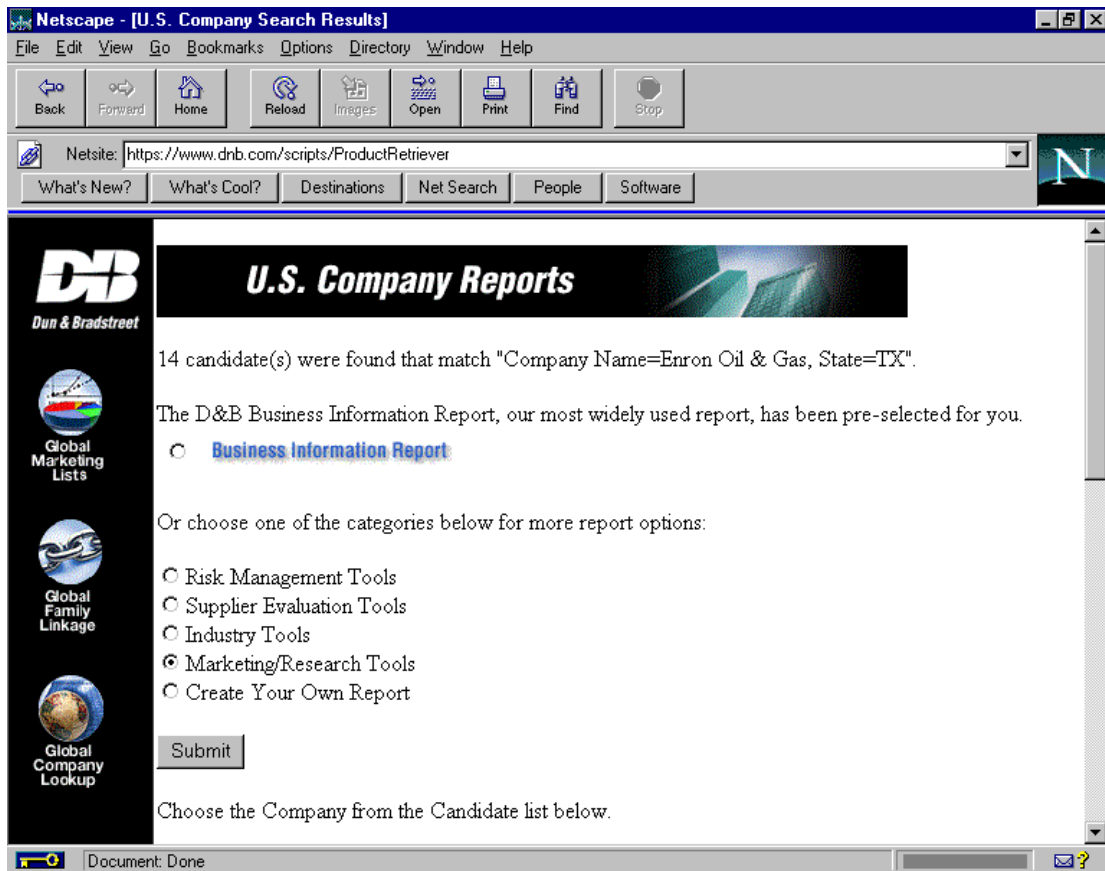 Netscape - [U.S. Company Search Results]
File Edit View Go Bookmarks Options Directory Window Help
Back Forward Home Reload Images Open Print Find Stop
Netsite: https://www.dnb.com/scripts/ProductRetriever
What's New? What's Cool? Destinations Net Search People Software
N
DB
Dun & Bradstreet
Global
Marketing
Lists
Global
Family
Linkage
Global
Company
Lookup
U.S. Company Reports
14 candidate(s) were found that match "Company Name=Enron Oil & Gas, State=TX".
The D&B Business Information Report, our most widely used report, has been pre-selected for you.
Business Information Report
Or choose one of the categories below for more report options:
Risk Management Tools
Supplier Evaluation Tools
Industry Tools
Marketing/Research Tools
Create Your Own Report
Submit
Choose the Company from the Candidate list below.
Document: Done